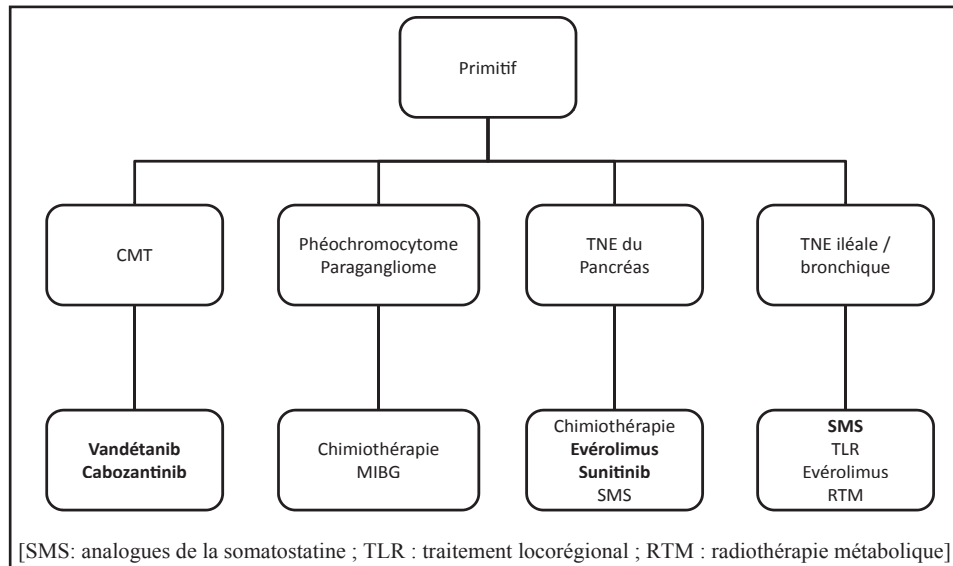 Primitif
CMT
Phéochromocytome
Paragangliome
TNE du
Pancréas
TNE iléale /
bronchique
Vandétanib
Cabozantinib
Chimiothérapie
MIBG
Chimiothérapie
Evérolimus
Sunitinib
SMS
SMS
TLR
Evérolimus
RTM
[SMS: analogues de la somatostatine ; TLR : traitement locorégional ; RTM : radiothérapie métabolique]